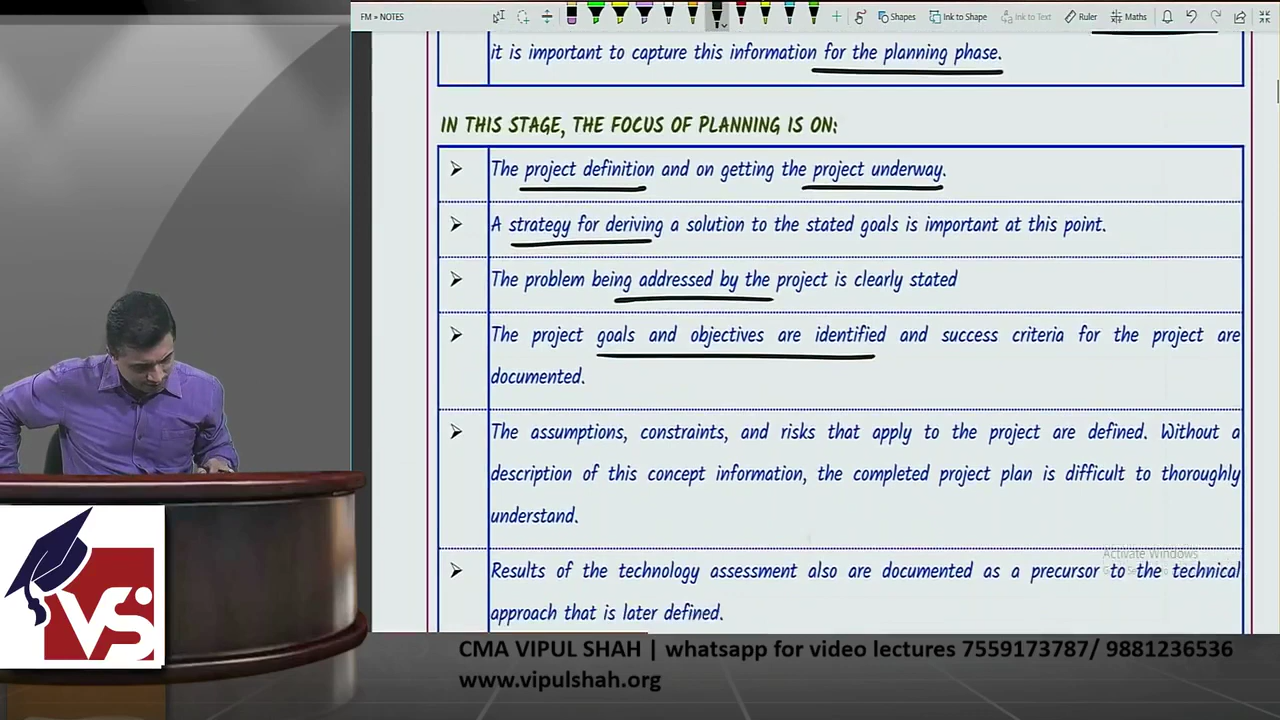 FM » NOTES
Shapes
Ink to Shape
Ink to Text
Ruler
Maths
it is important to capture this information for the planning phase.
IN THIS STAGE, THE FOCUS OF PLANNING IS ON:
➢ The project definition and on getting the project underway.
➢ A strategy for deriving a solution to the stated goals is important at this point.
➢ The problem being addressed by the project is clearly stated
➢ The project goals and objectives are identified and success criteria for the project are
documented.
➢ The assumptions, constraints, and risks that apply to the project are defined. Without a
description of this concept information, the completed project plan is difficult to thoroughly
understand.
Activate Windows
➢ Results of the technology assessment also are documented as a precursor to the technical
approach that is later defined.
VS
CMA VIPUL SHAH | whatsapp for video lectures 7559173787/ 9881236536
www.vipulshah.org